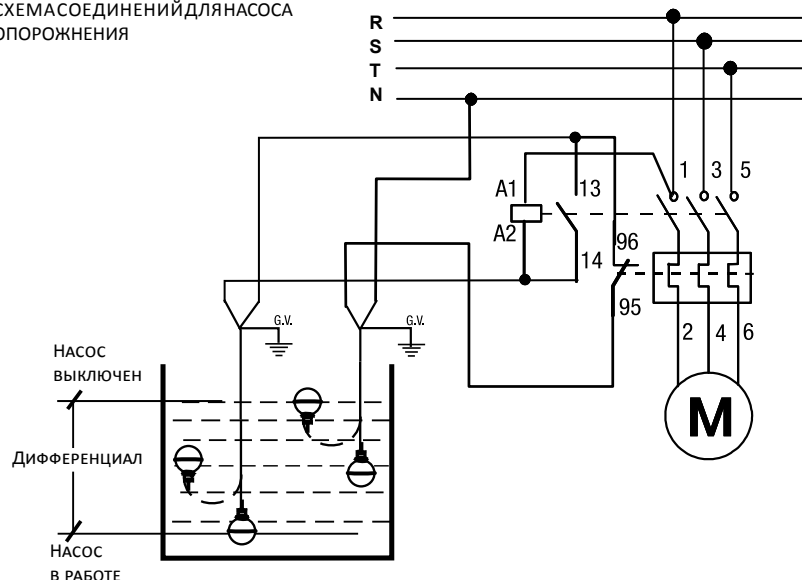 СХЕМАСОЕДИНЕНИЙДЛЯНАСОСА
ОПОРОЖНЕНИЯ
R
S
T
N
1 3 5
A1 13
A2
96
14
95
G.V. G.V.
2 4 6
НАСОС
ВЫКЛЮЧЕН
M
ДИФФЕРЕНЦИАЛ
НАСОС
В РАБОТЕ